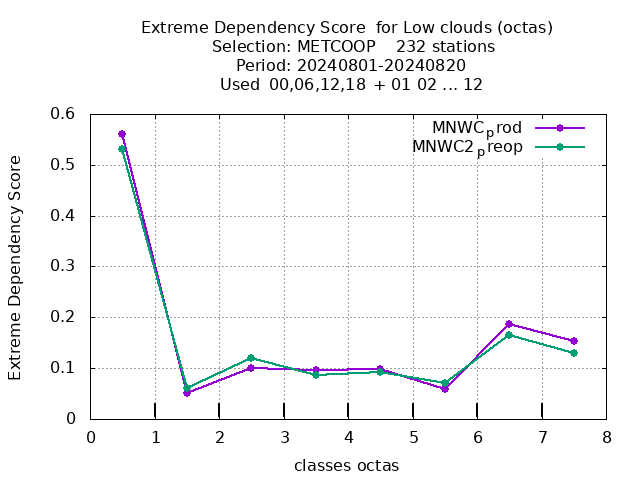 Extreme Dependency Score  for Low clouds (octas)
Selection: METCOOP    232 stations
Period: 20240801-20240820
Used  00,06,12,18  + 01 02 ... 12
MNWCprod
MNWC2preop
Extreme Dependency Score
0.6
0.5
0.4
0.3
0.2
0.1
0
0 1 2 3 4 5 6 7 8
classes octas